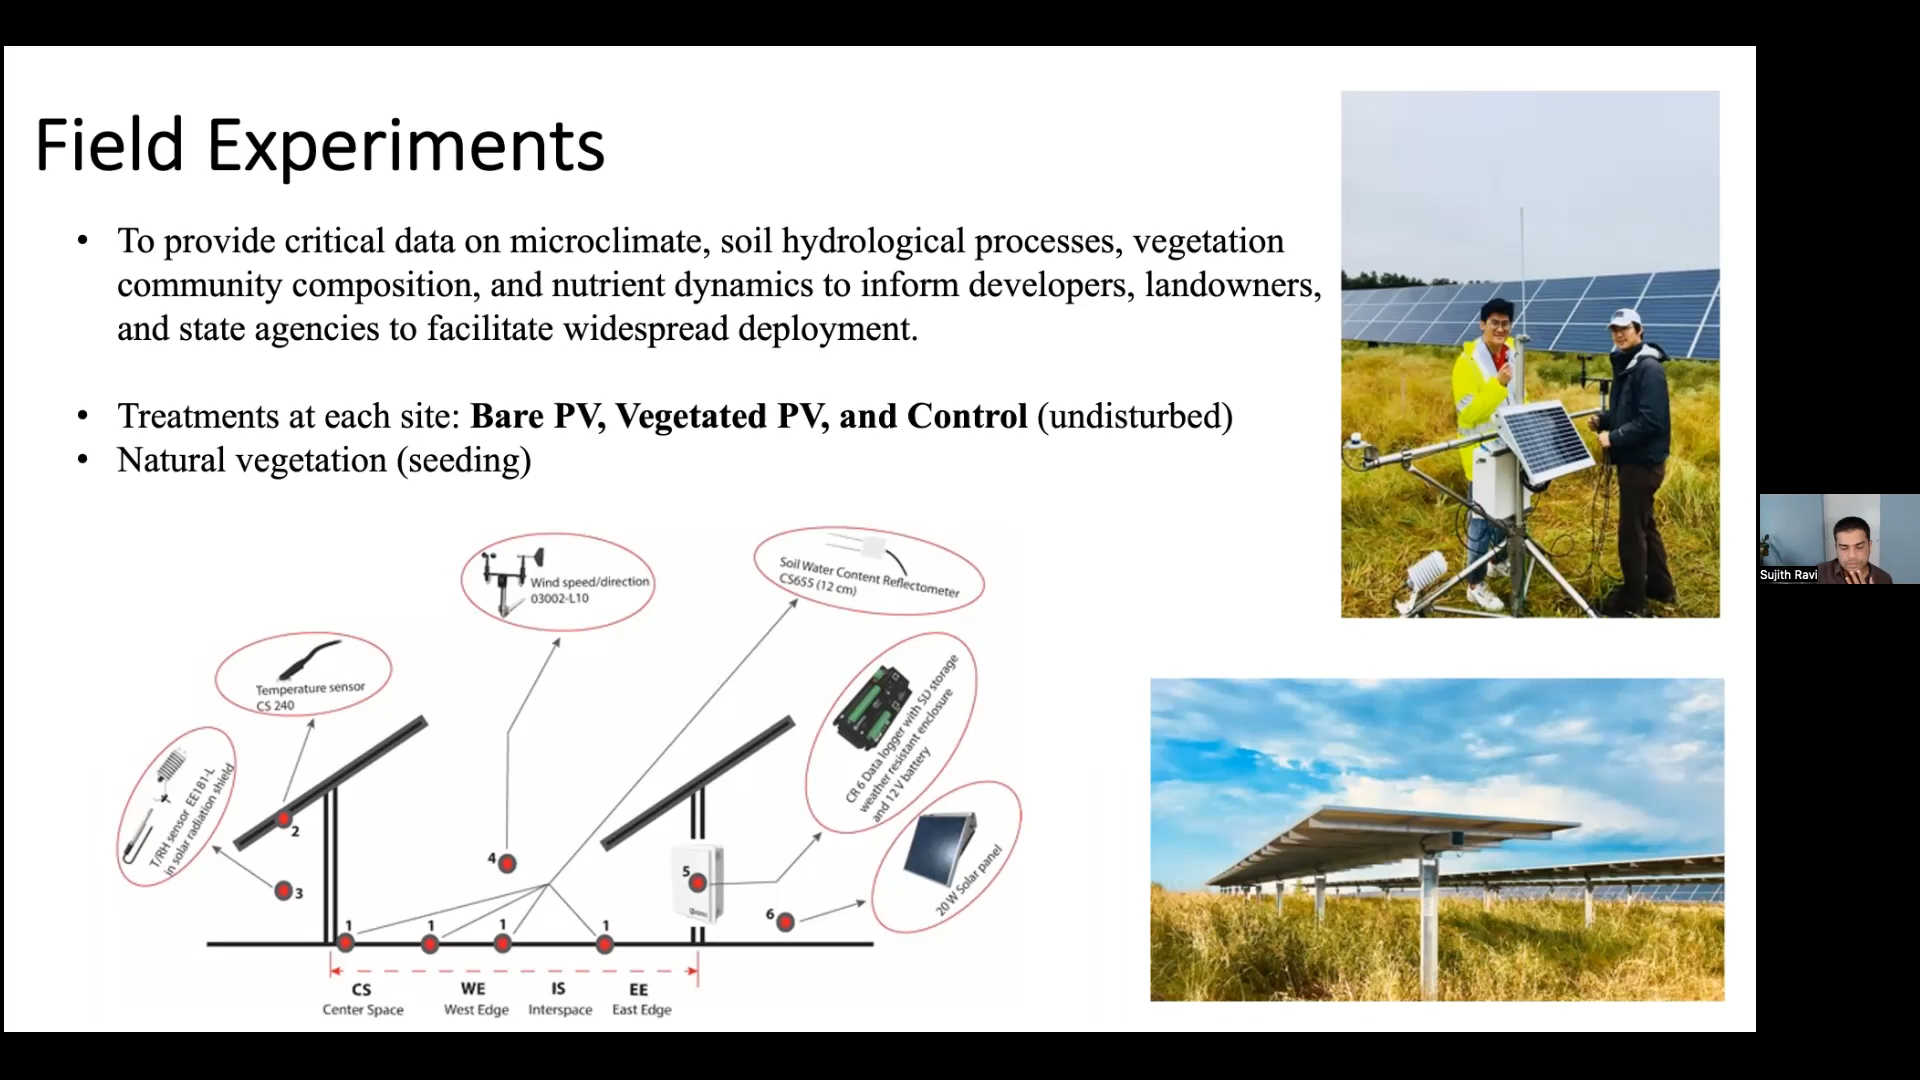 Field Experiments
• To provide critical data on microclimate, soil hydrological processes, vegetation
community composition, and nutrient dynamics to inform developers, landowners,
and state agencies to facilitate widespread deployment.
• Treatments at each site: Bare PV, Vegetated PV, and Control (undisturbed)
• Natural vegetation (seeding)
Wind speed/direction
03002-L10
Soil Water Content Reflectometer
CS655 (12 cm)
Temperature sensor
CS 240
T/RH sensor EE181-L
in solar radiation shield
CR 6 Data logger with SD storage
weather resistant enclosure
and 12 V battery
20 W Solar panel
2
3
4
5
6
1
1
1
1
CS
Center Space
WE
West Edge
IS
Interspace
EE
East Edge
Sujith Ravi